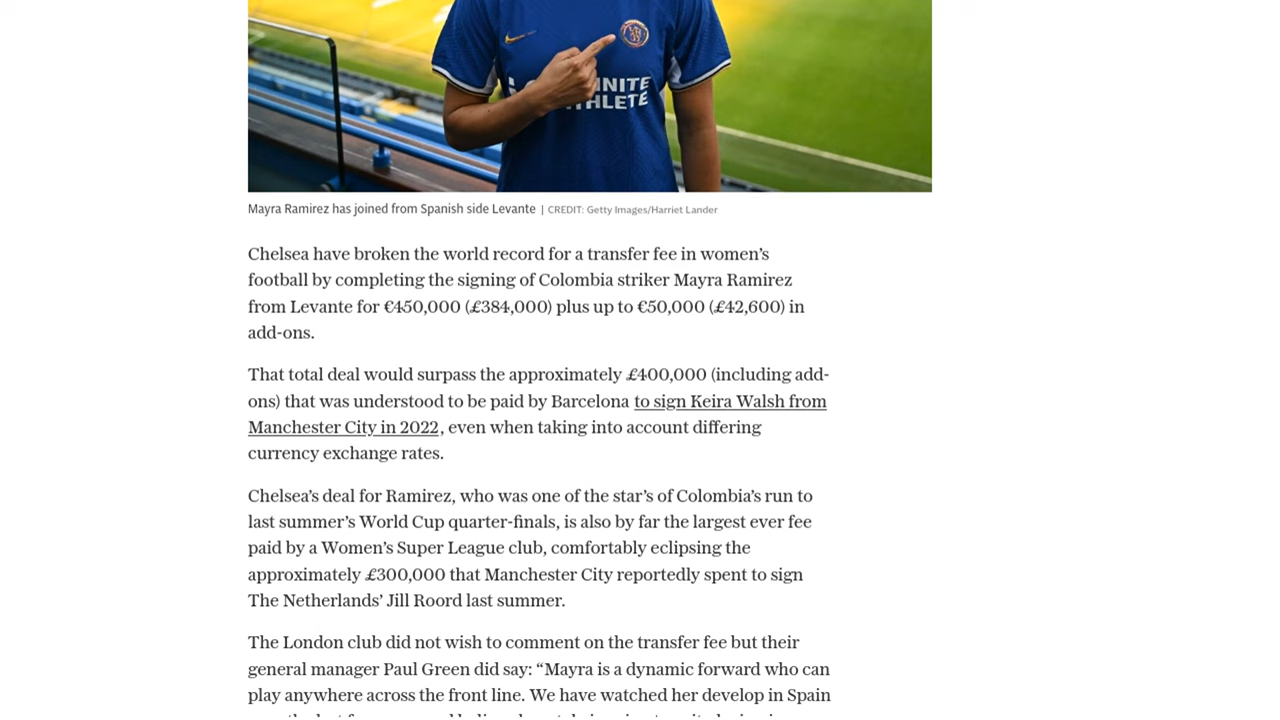 INITE
THLETE
Mayra Ramirez has joined from Spanish side Levante | CREDIT: Getty Images/Harriet Lander
Chelsea have broken the world record for a transfer fee in women’s
football by completing the signing of Colombia striker Mayra Ramirez
from Levante for €450,000 (£384,000) plus up to €50,000 (£42,600) in
add-ons.
That total deal would surpass the approximately £400,000 (including add-
ons) that was understood to be paid by Barcelona to sign Keira Walsh from
Manchester City in 2022, even when taking into account differing
currency exchange rates.
Chelsea’s deal for Ramirez, who was one of the star’s of Colombia’s run to
last summer’s World Cup quarter-finals, is also by far the largest ever fee
paid by a Women’s Super League club, comfortably eclipsing the
approximately £300,000 that Manchester City reportedly spent to sign
The Netherlands’ Jill Roord last summer.
The London club did not wish to comment on the transfer fee but their
general manager Paul Green did say: “Mayra is a dynamic forward who can
play anywhere across the front line. We have watched her develop in Spain